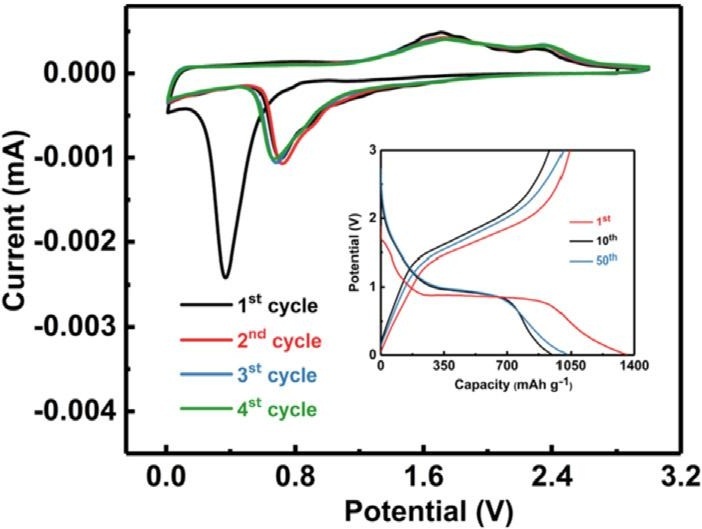 Current (mA)
0.000
-0.001
-0.002
-0.003
-0.004
1st cycle
2nd cycle
3st cycle
4st cycle
0.0 0.8 1.6 2.4 3.2
Potential (V)
Potential (V)
3
2
1
0
1st
10th
50th
0 350 700 1050 1400
Capacity (mAh g-1)